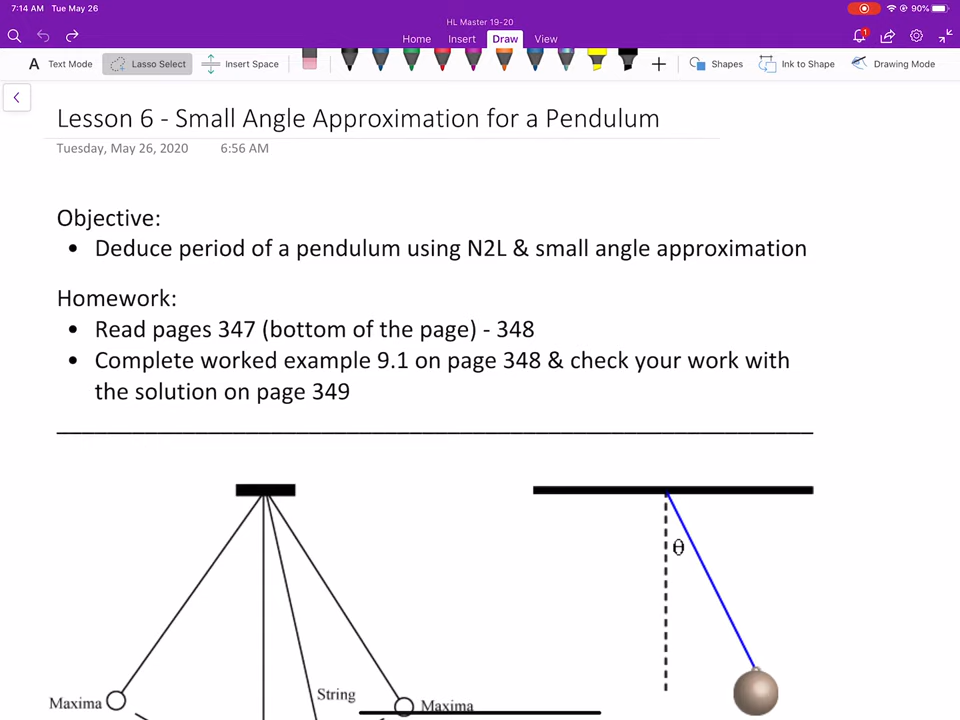 7:14 AM Tue May 26
90%
HL Master 19-20
Home Insert Draw View
1
A Text Mode Lasso Select Insert Space Shapes Ink to Shape Drawing Mode
Lesson 6 - Small Angle Approximation for a Pendulum
Tuesday, May 26, 2020 6:56 AM
Objective:
• Deduce period of a pendulum using N2L & small angle approximation
Homework:
• Read pages 347 (bottom of the page) - 348
• Complete worked example 9.1 on page 348 & check your work with
the solution on page 349
θ
String
Maxima Maxima